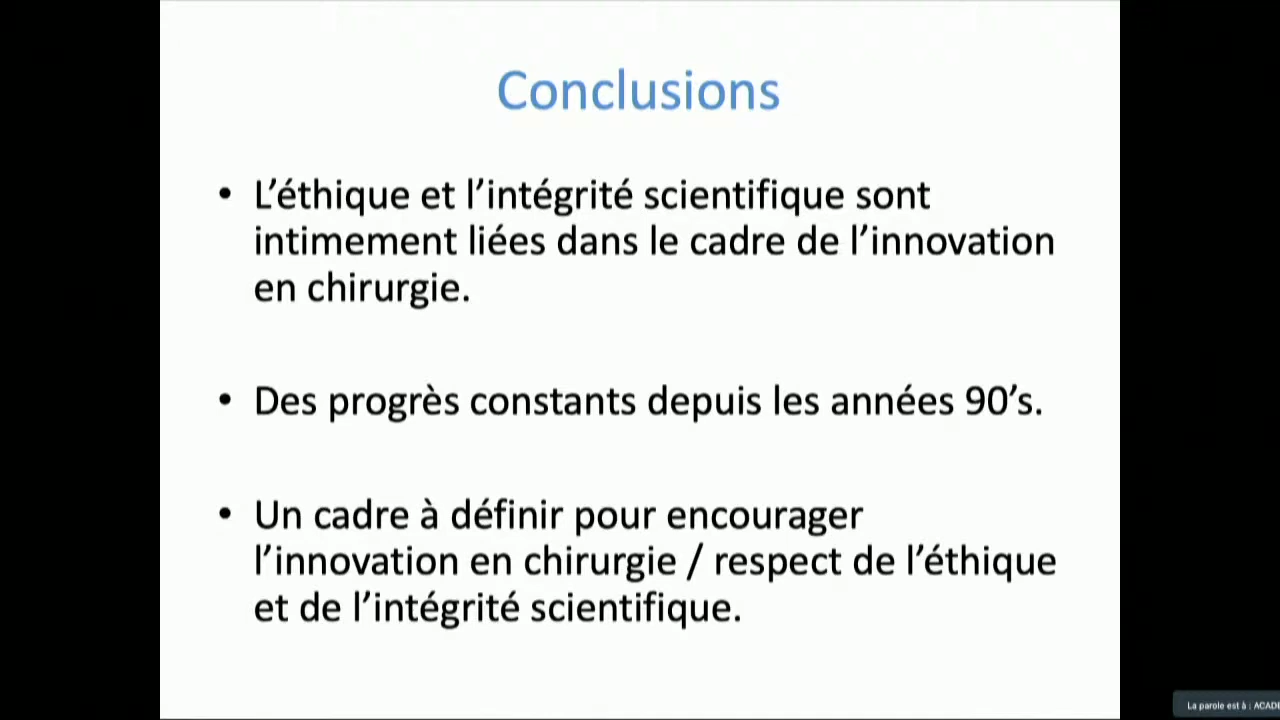 Conclusions
• L’éthique et l’intégrité scientifique sont
intimement liées dans le cadre de l’innovation
en chirurgie.
• Des progrès constants depuis les années 90’s.
• Un cadre à définir pour encourager
l’innovation en chirurgie / respect de l’éthique
et de l’intégrité scientifique.
La parole est à : ACADE